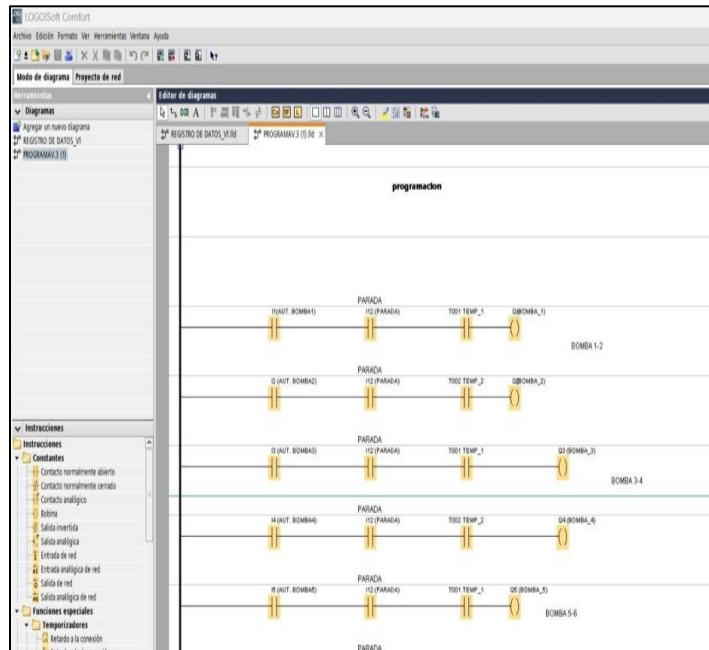 LOGO!Soft Comfort
Archivo Edición Formato Ver Herramientas Ventana Ayuda
Modo de diagrama Proyecto de red
Herramientas
Diagramas
Agregar un nuevo diagrama
REGISTRO DE DATOS_V1
PROGRAMAV.3 (1)
Instrucciones
Instrucciones
Constantes
Contacto normalmente abierto
Contacto normalmente cerrado
Contacto analógico
Bobina
Salida invertida
Salida analógica
Entrada de red
Entrada analógica de red
Salida de red
Salida analógica de red
Funciones especiales
Temporizadores
Retardo a la conexión
Editor de diagramas
REGISTRO DE DATOS_V1.lld PROGRAMAV.3 (1).lld
programacion
PARADA
I1(AUT. BOMBA1) I12 (PARADA) T001 TEMP_1 Q(BOMBA_1)
BOMBA 1-2
PARADA
I2 (AUT. BOMBA2) I12 (PARADA) T002 TEMP_2 Q2(BOMBA_2)
PARADA
I3 (AUT. BOMBA3) I12 (PARADA) T001 TEMP_1 Q3 (BOMBA_3)
BOMBA 3-4
PARADA
I4 (AUT. BOMBA4) I12 (PARADA) T002 TEMP_2 Q4 (BOMBA_4)
PARADA
I5 (AUT. BOMBA5) I12 (PARADA) T001 TEMP_1 Q5 (BOMBA_5)
BOMBA 5-6
PARADA